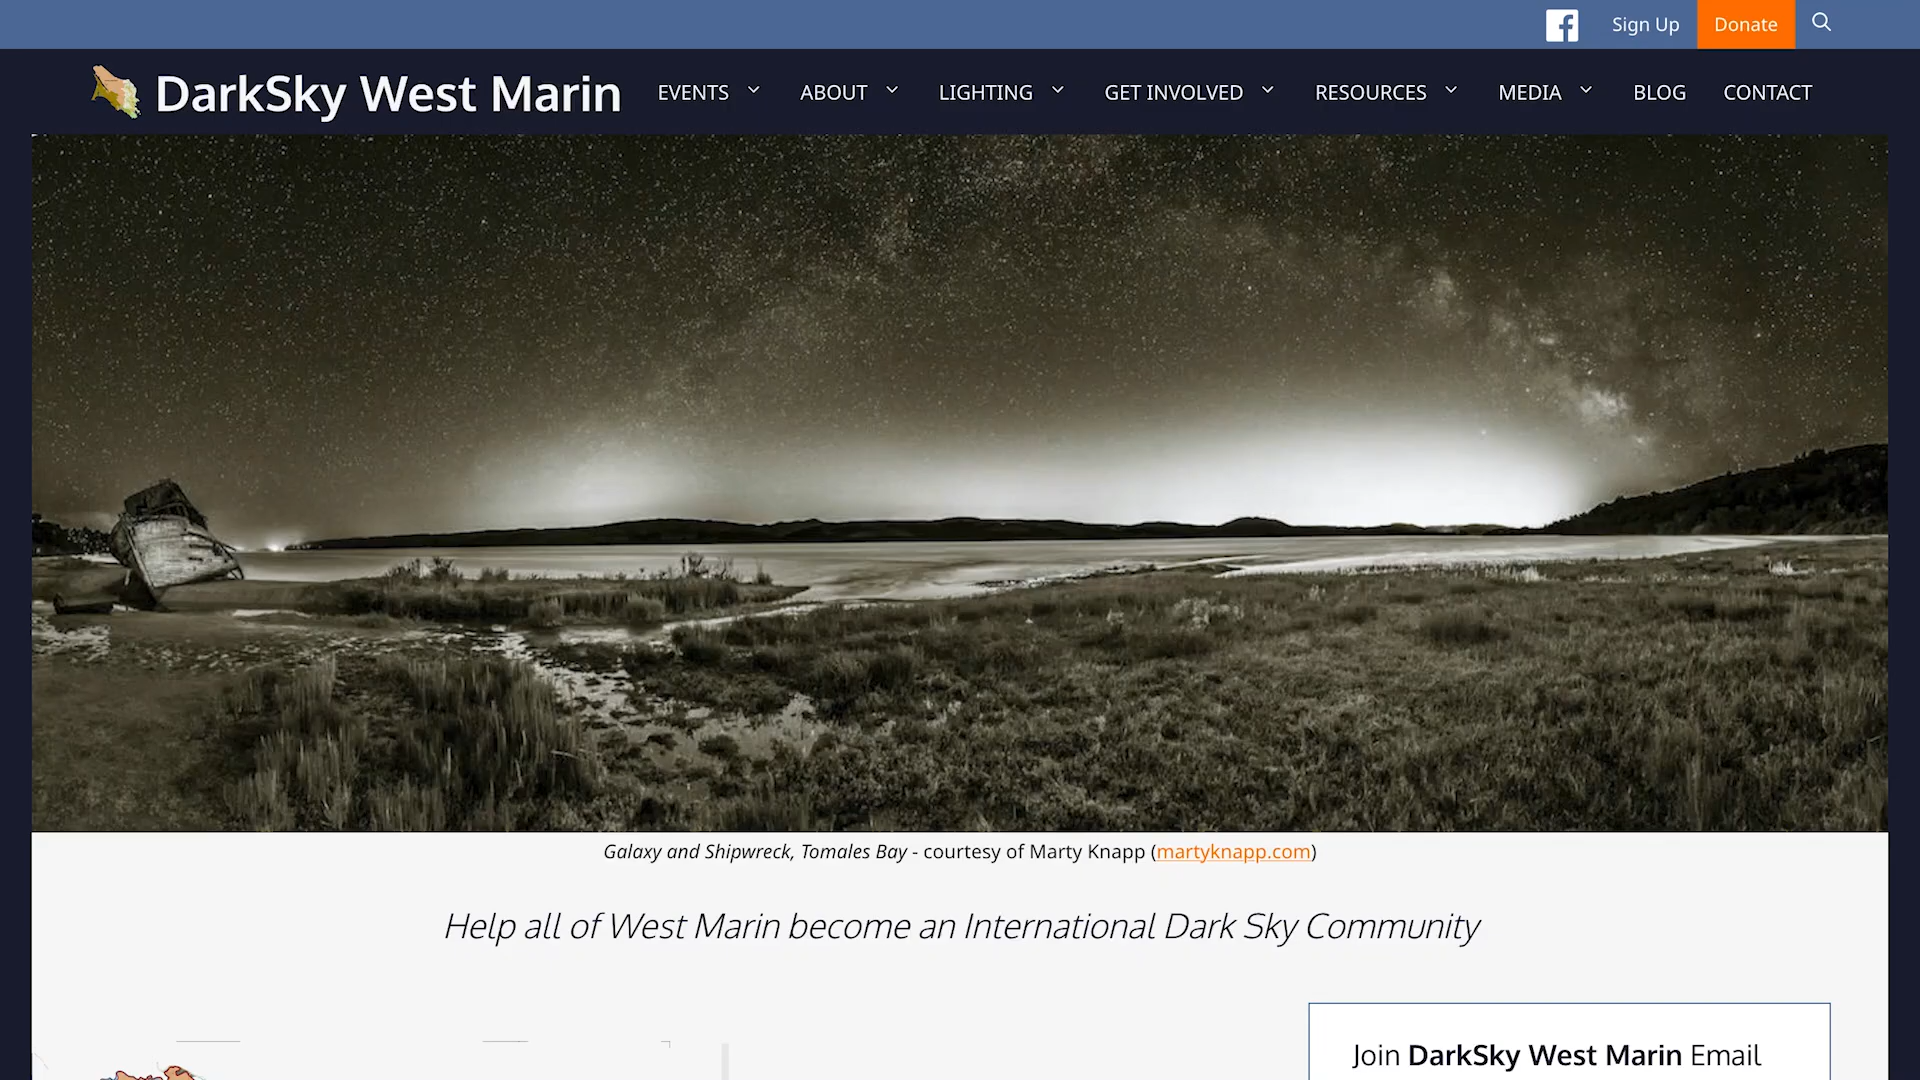 Sign Up
Donate
DarkSky West Marin
EVENTS
ABOUT
LIGHTING
GET INVOLVED
RESOURCES
MEDIA
BLOG
CONTACT
Galaxy and Shipwreck, Tomales Bay - courtesy of Marty Knapp (martyknapp.com)
Help all of West Marin become an International Dark Sky Community
Join DarkSky West Marin Email